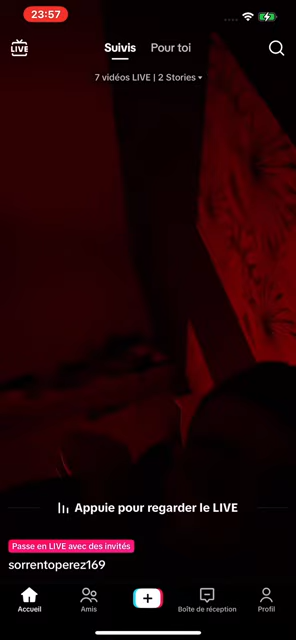 23:57
LIVE
Suivis Pour toi
7 vidéos LIVE | 2 Stories
Appuie pour regarder le LIVE
Passe en LIVE avec des invités
sorrentoperez169
Accueil Amis Boîte de réception Profil